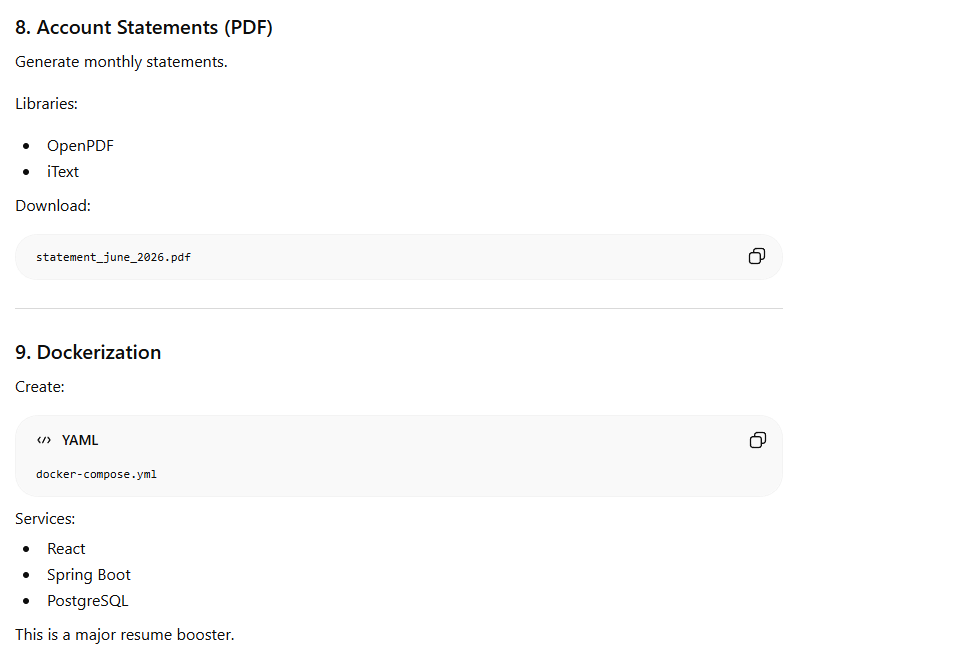 8. Account Statements (PDF)
Generate monthly statements.
Libraries:
OpenPDF
iText
Download:
statement_june_2026.pdf
9. Dockerization
Create:
YAML
docker-compose.yml
Services:
React
Spring Boot
PostgreSQL
This is a major resume booster.